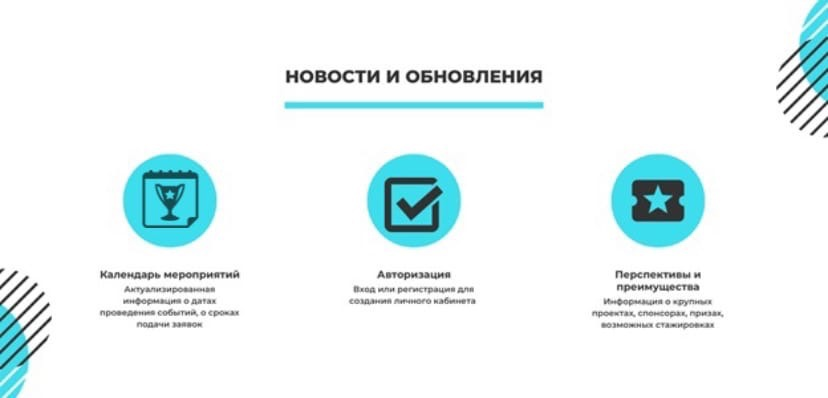 НОВОСТИ И ОБНОВЛЕНИЯ
Календарь мероприятий
Актуализированная
информация о датах
проведения событий, о сроках
подачи заявок
Авторизация
Вход или регистрация для
создания личного кабинета
Перспективы и
преимущества
Информация о крупных
проектах, спонсорах, призах,
возможных стажировках